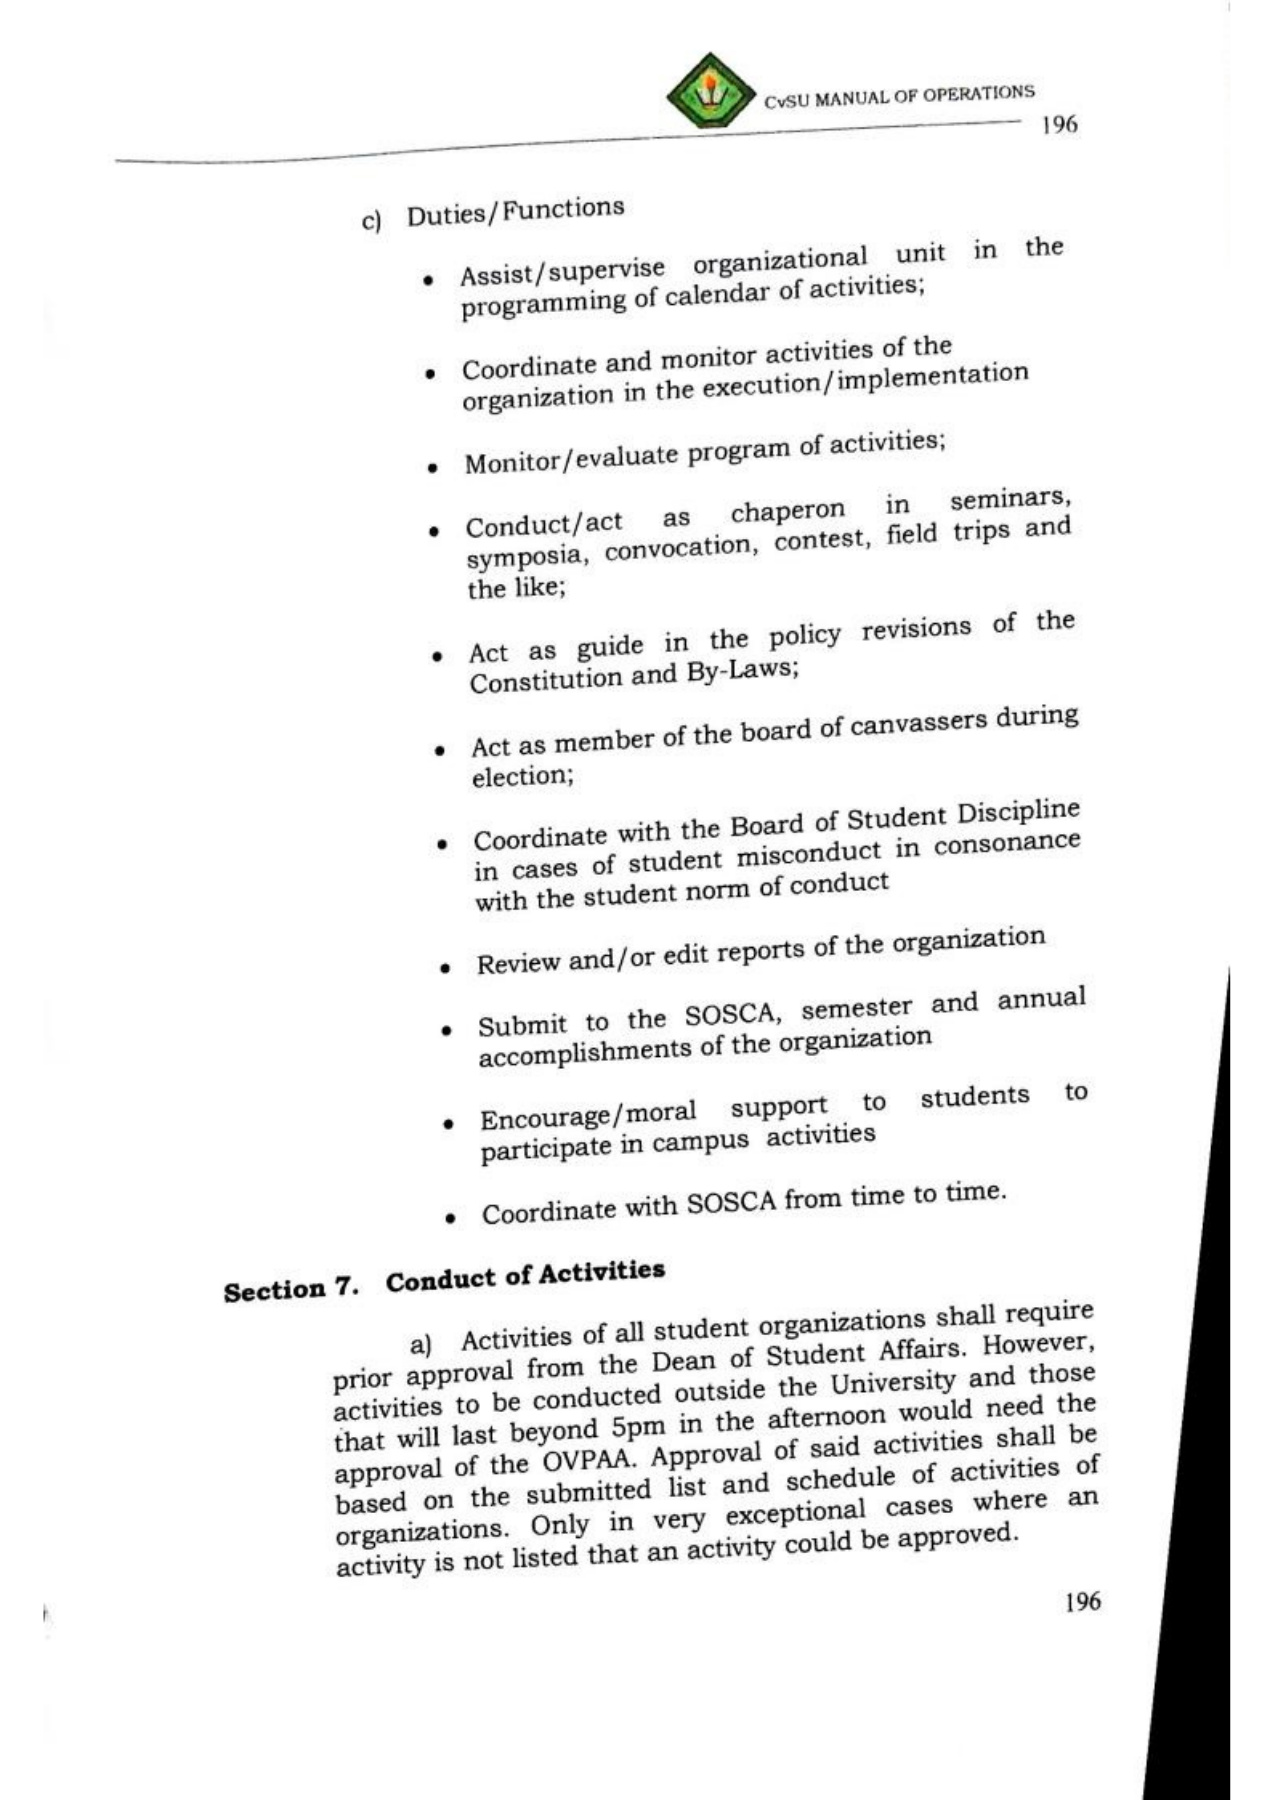 CvSU MANUAL OF OPERATIONS
196
c) Duties/Functions
• Assist/supervise organizational unit in the
programming of calendar of activities;
• Coordinate and monitor activities of the
organization in the execution/implementation
• Monitor/evaluate program of activities;
• Conduct/act as chaperon in seminars,
symposia, convocation, contest, field trips and
the like;
• Act as guide in the policy revisions of the
Constitution and By-Laws;
• Act as member of the board of canvassers during
election;
• Coordinate with the Board of Student Discipline
in cases of student misconduct in consonance
with the student norm of conduct
• Review and/or edit reports of the organization
• Submit to the SOSCA, semester and annual
accomplishments of the organization
• Encourage/moral support to students to
participate in campus activities
• Coordinate with SOSCA from time to time.
Section 7. Conduct of Activities
a) Activities of all student organizations shall require
prior approval from the Dean of Student Affairs. However,
activities to be conducted outside the University and those
that will last beyond 5pm in the afternoon would need the
approval of the OVPAA. Approval of said activities shall be
based on the submitted list and schedule of activities of
organizations. Only in very exceptional cases where an
activity is not listed that an activity could be approved.
196